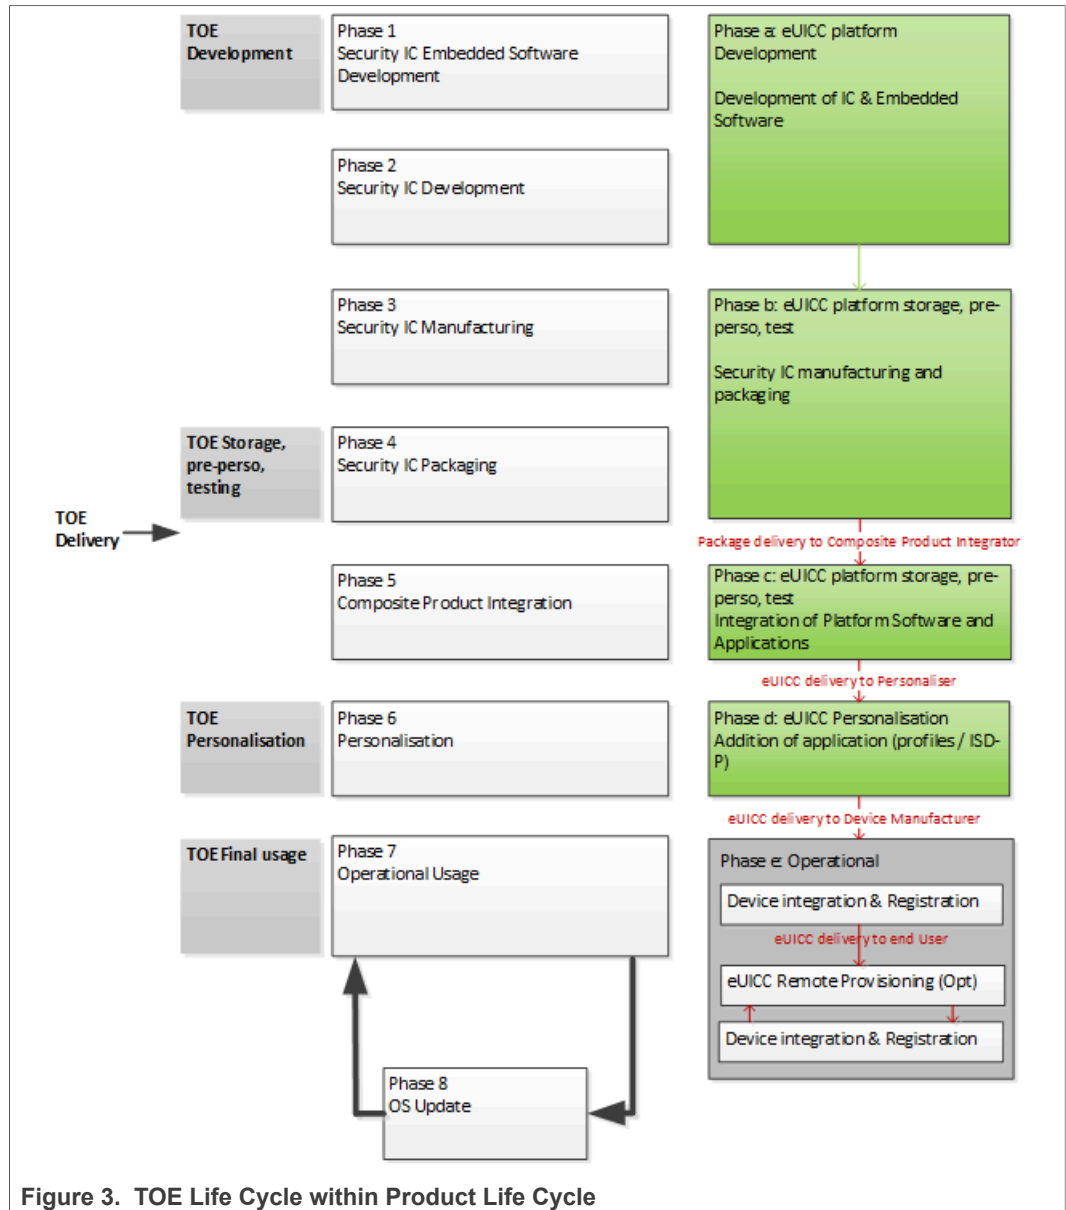 TOE
Development
Phase 1
Security IC Embedded Software
Development
Phase a: eUICC platform
Development
Development of IC & Embedded
Software
Phase 2
Security IC Development
Phase 3
Security IC Manufacturing
Phase b: eUICC platform storage, pre-
perso, test
Security IC manufacturing and
packaging
TOE Storage,
pre-perso,
testing
Phase 4
Security IC Packaging
TOE
Delivery
Package delivery to Composite Product Integrator
Phase 5
Composite Product Integration
Phase c: eUICC platform storage, pre-
perso, test
Integration of Platform Software and
Applications
eUICC delivery to Personaliser
TOE
Personalisation
Phase 6
Personalisation
Phase d: eUICC Personalisation
Addition of application (profiles / ISD-
P)
eUICC delivery to Device Manufacturer
TOE Final usage
Phase 7
Operational Usage
Phase e: Operational
Device integration & Registration
eUICC delivery to end User
eUICC Remote Provisioning (Opt)
Device integration & Registration
Phase 8
OS Update
Figure 3. TOE Life Cycle within Product Life Cycle